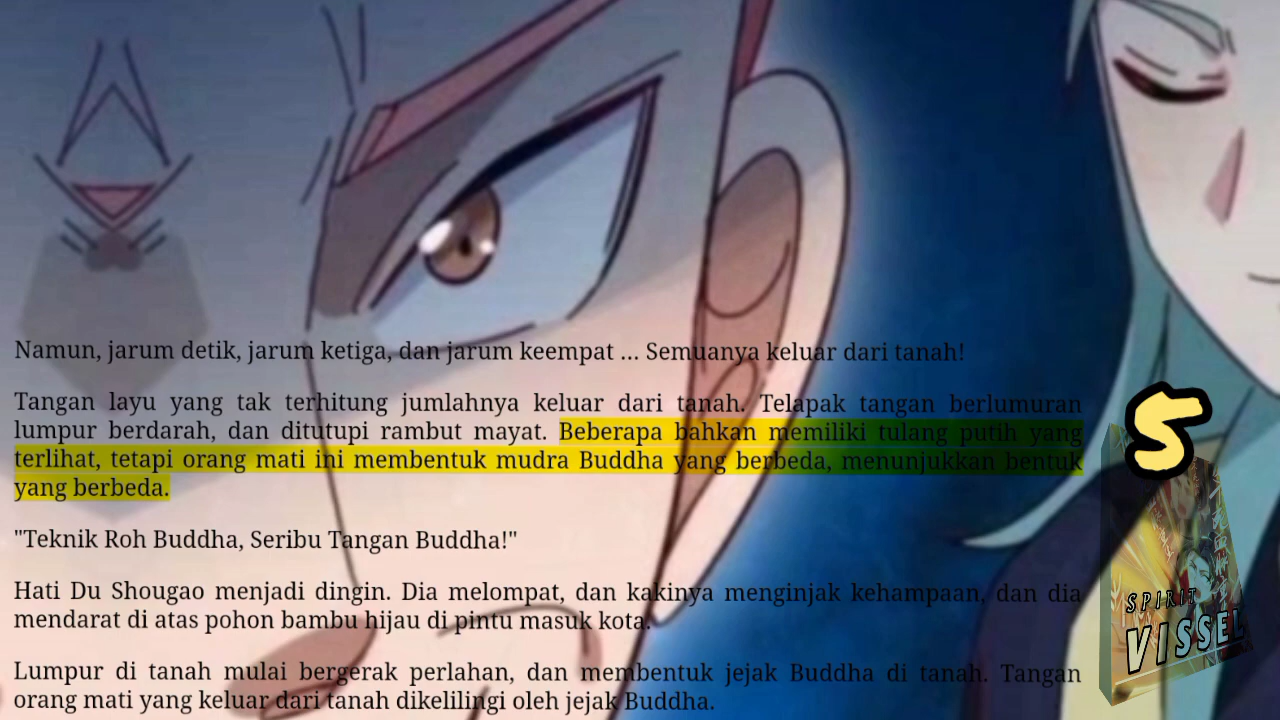 Namun, jarum detik, jarum ketiga, dan jarum keempat ... Semuanya keluar dari tanah!
Tangan layu yang tak terhitung jumlahnya keluar dari tanah. Telapak tangan berlumuran
lumpur berdarah, dan ditutupi rambut mayat. Beberapa bahkan memiliki tulang putih yang
terlihat, tetapi orang mati ini membentuk mudra Buddha yang berbeda, menunjukkan bentuk
yang berbeda.
"Teknik Roh Buddha, Seribu Tangan Buddha!"
Hati Du Shougao menjadi dingin. Dia melompat, dan kakinya menginjak kehampaan, dan dia
mendarat di atas pohon bambu hijau di pintu masuk kota.
Lumpur di tanah mulai bergerak perlahan, dan membentuk jejak Buddha di tanah. Tangan
orang mati yang keluar dari tanah dikelilingi oleh jejak Buddha.
S
SPIRIT
VISSEL